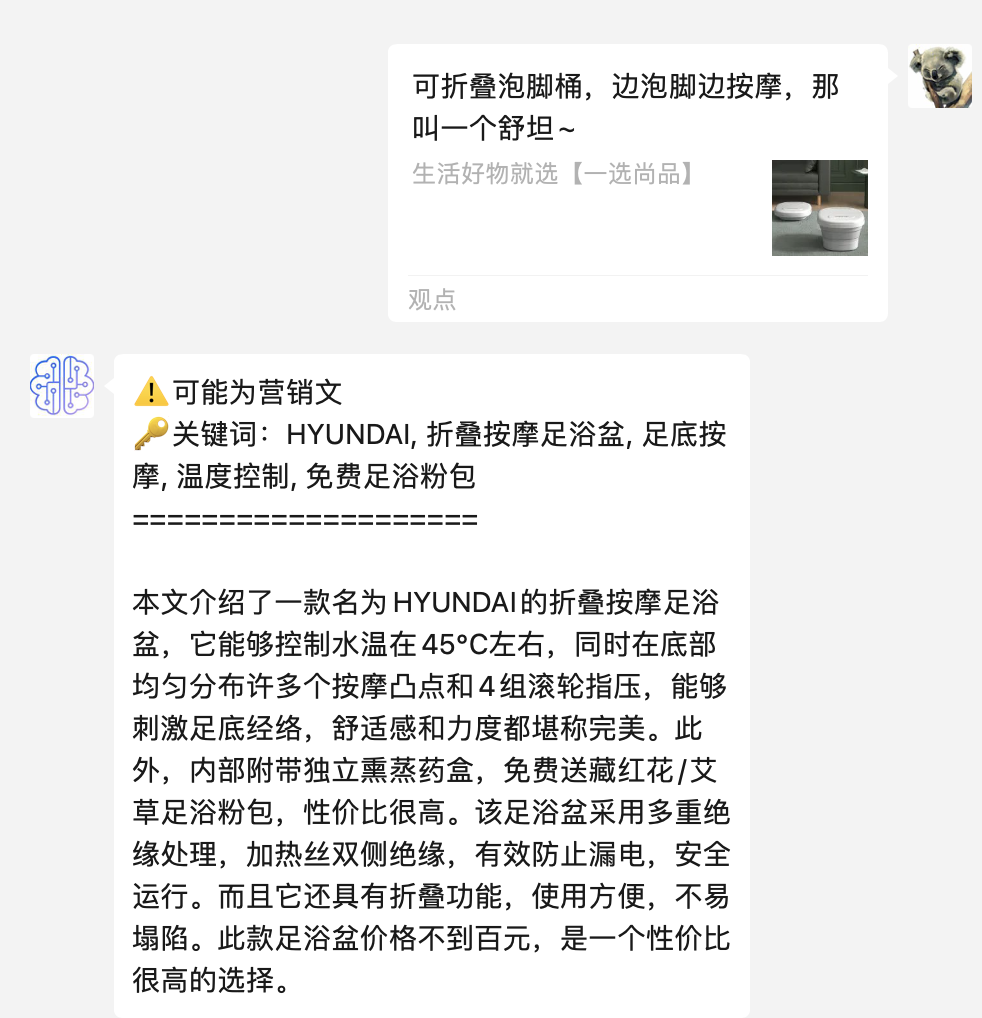 可折叠泡脚桶，边泡脚边按摩，那
叫一个舒坦~
生活好物就选【一选尚品】
观点
⚠️可能为营销文
🔑关键词：HYUNDAI, 折叠按摩足浴盆, 足底按
摩, 温度控制, 免费足浴粉包
====================
本文介绍了一款名为HYUNDAI的折叠按摩足浴
盆，它能够控制水温在45°C左右，同时在底部
均匀分布许多个按摩凸点和4组滚轮指压，能够
刺激足底经络，舒适感和力度都堪称完美。此
外，内部附带独立熏蒸药盒，免费送藏红花/艾
草足浴粉包，性价比很高。该足浴盆采用多重绝
缘处理，加热丝双侧绝缘，有效防止漏电，安全
运行。而且它还具有折叠功能，使用方便，不易
塌陷。此款足浴盆价格不到百元，是一个性价比
很高的选择。